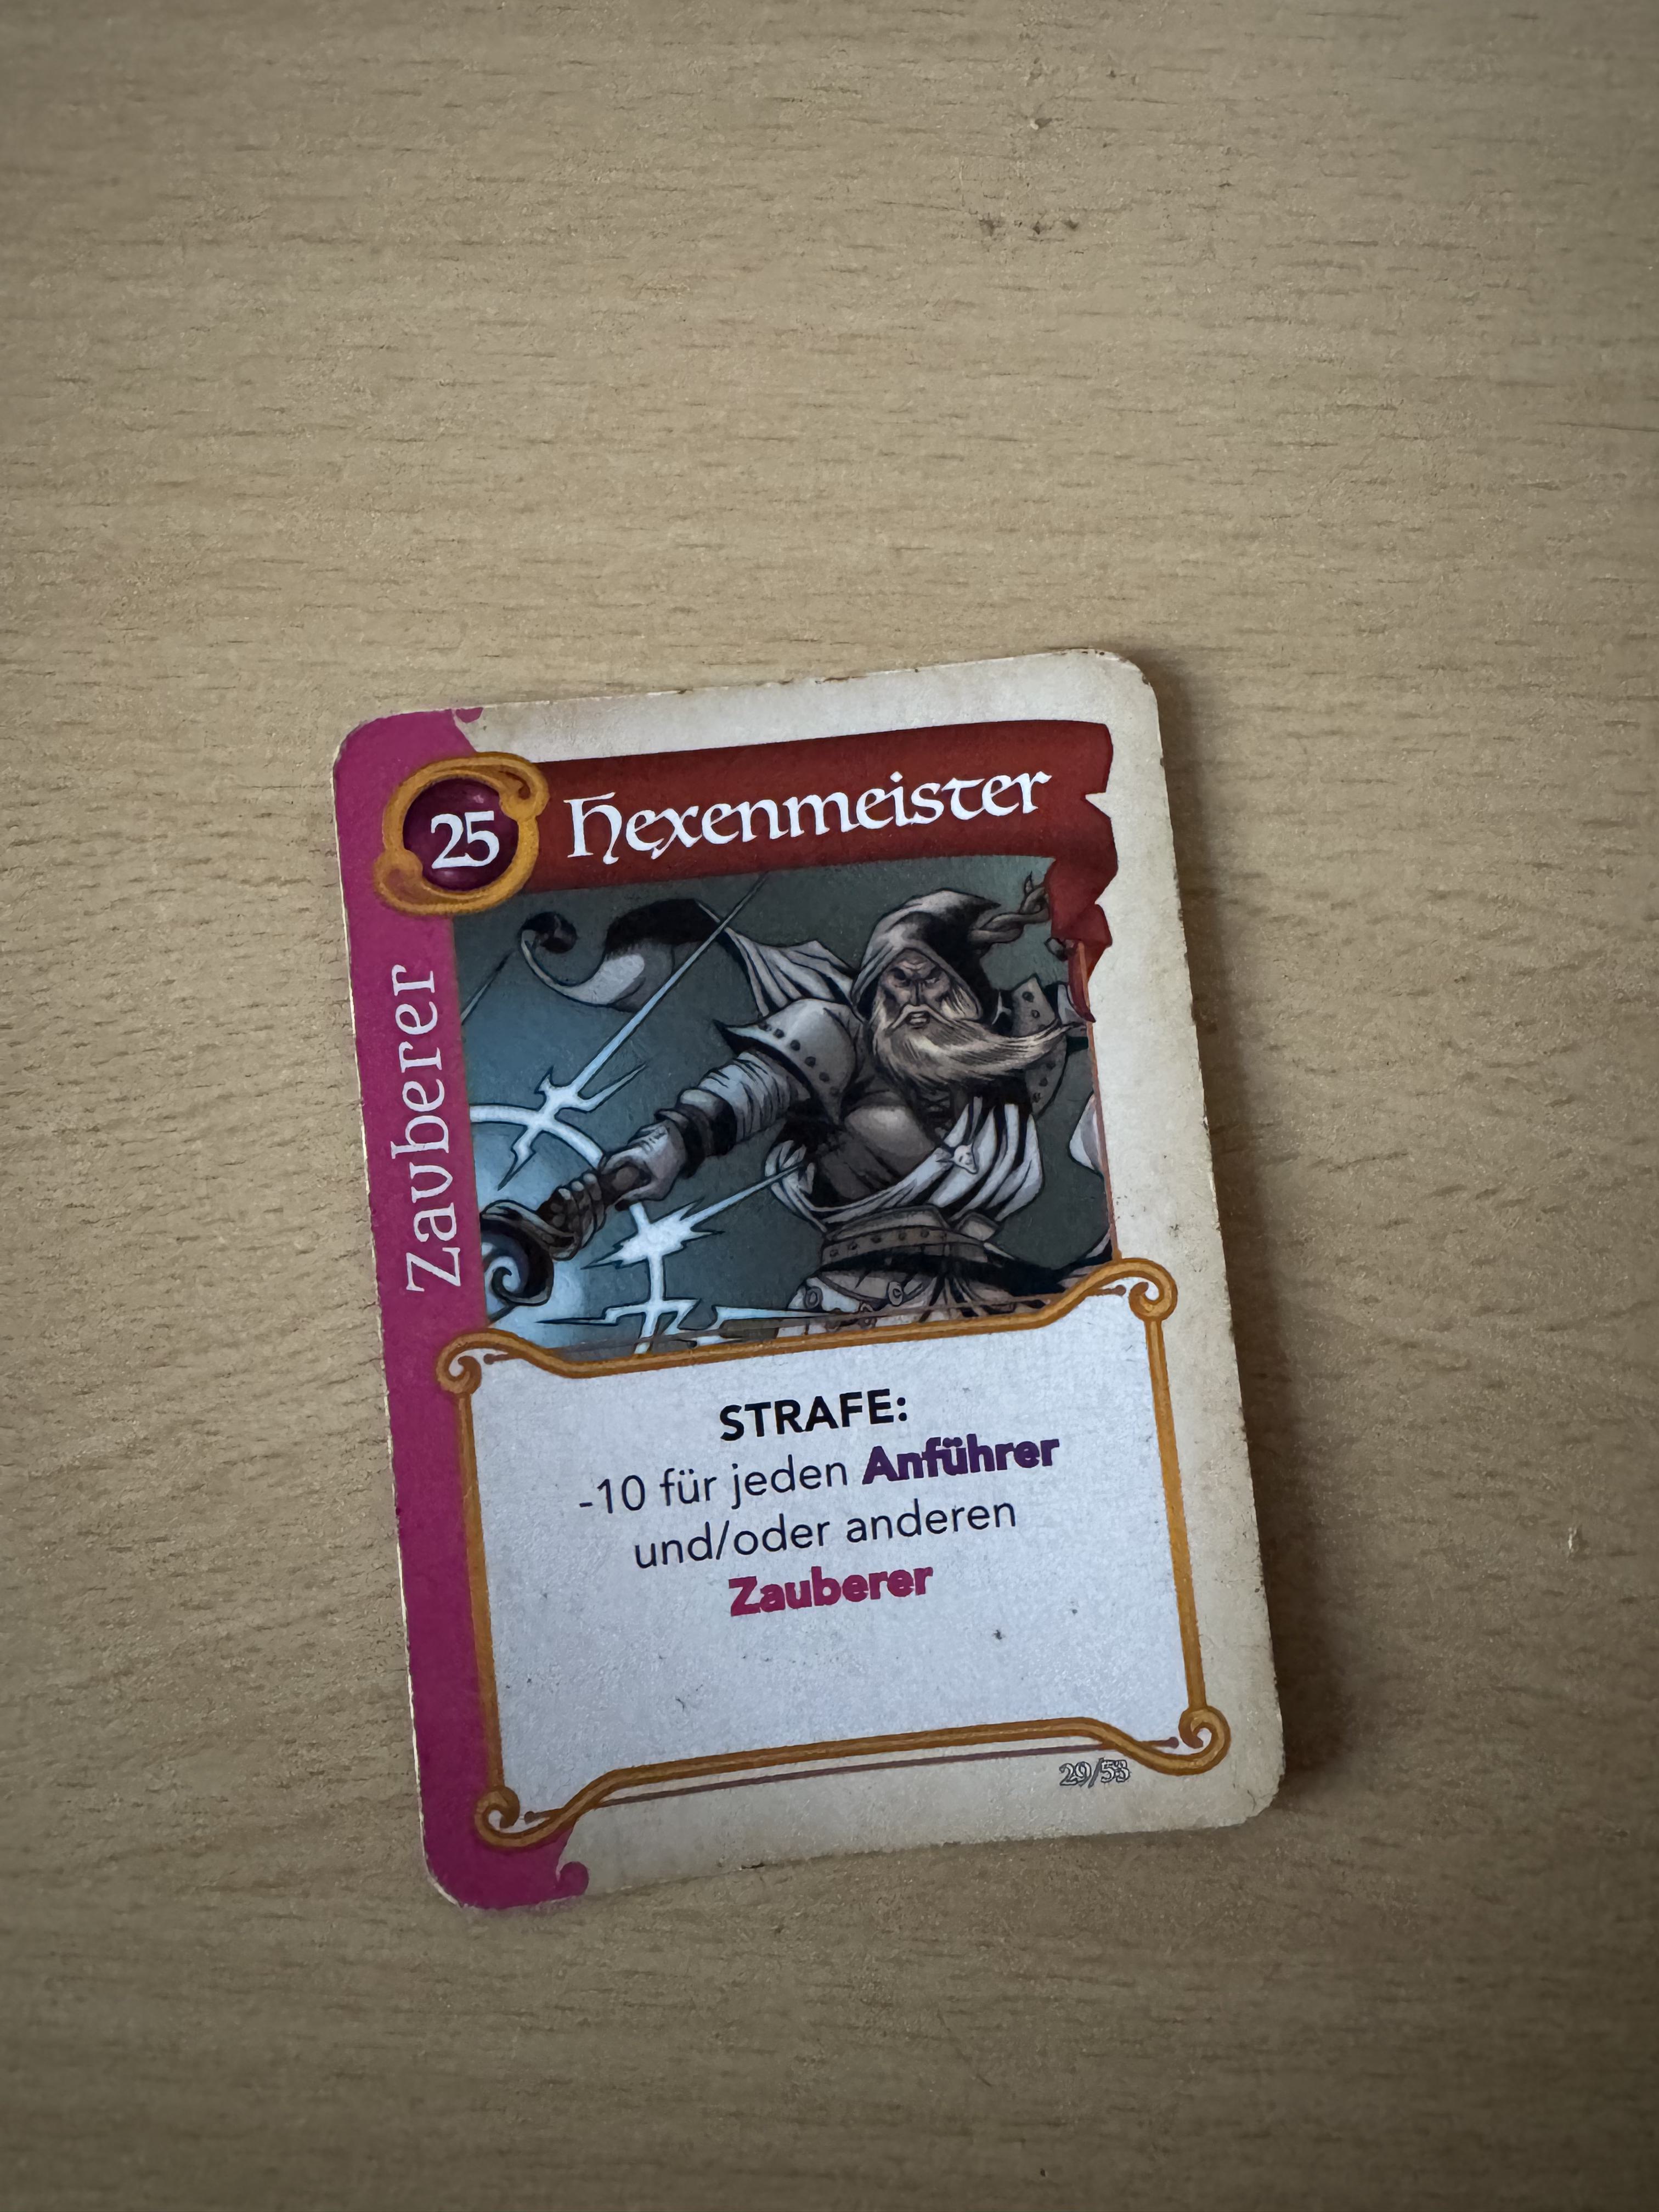 25
Hexenmeister
Zauberer
STRAFE:
-10 für jeden Anführer
und/oder anderen
Zauberer
29/53